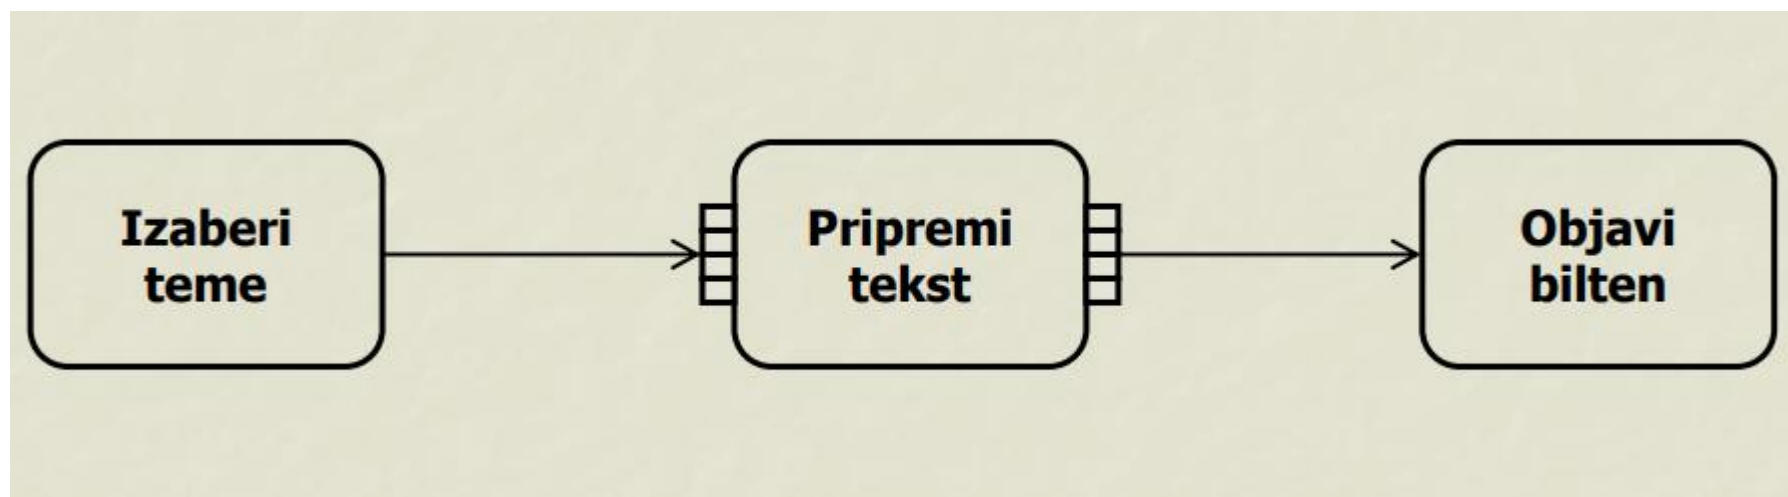 Izaberi
teme
Pripremi
tekst
Objavi
bilten